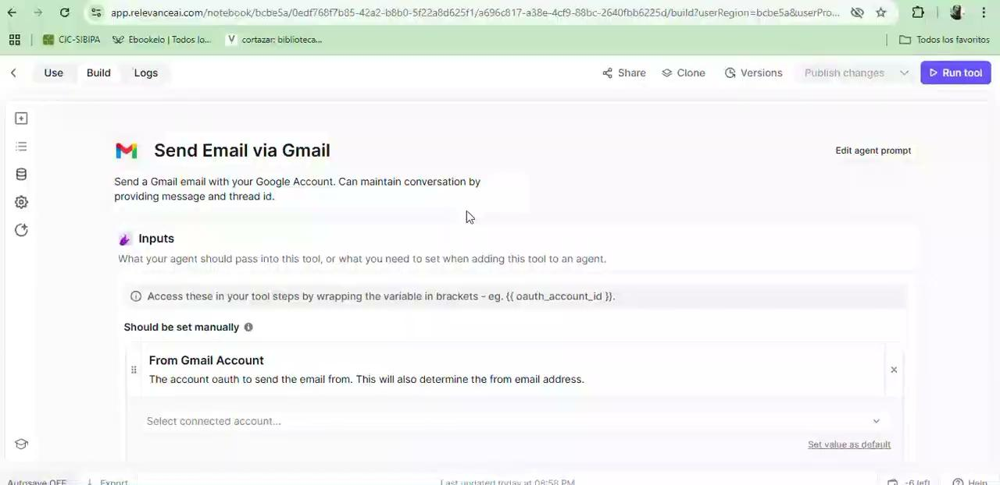 app.relevanceai.com/notebook/bcbe5a/0edf768f7b85-42a2-b8b0-5f22a8d625f1/a696c817-a38e-4cf9-88bc-2640fbb6225d/build?userRegion=bcbe5a&userPro...
CIC-SIBIPA Ebookelo | Todos lo... V cortazar: biblioteca... Todos los favoritos
Use Build Logs Share Clone Versions Publish changes Run tool
Send Email via Gmail Edit agent prompt
Send a Gmail email with your Google Account. Can maintain conversation by
providing message and thread id.
Inputs
What your agent should pass into this tool, or what you need to set when adding this tool to an agent.
Access these in your tool steps by wrapping the variable in brackets - eg. {{ oauth_account_id }}.
Should be set manually
From Gmail Account
The account oauth to send the email from. This will also determine the from email address.
Select connected account...
Set value as default
Autosave OFF Export Last updated today at 08:58 PM -6 left Help